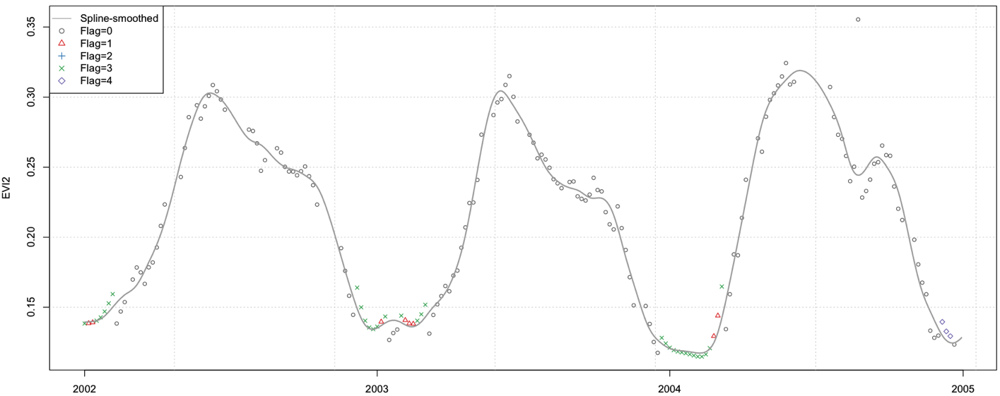 Spline-smoothed
Flag=0
Flag=1
Flag=2
Flag=3
Flag=4
EVI2
0.35
0.30
0.25
0.20
0.15
2002
2003
2004
2005